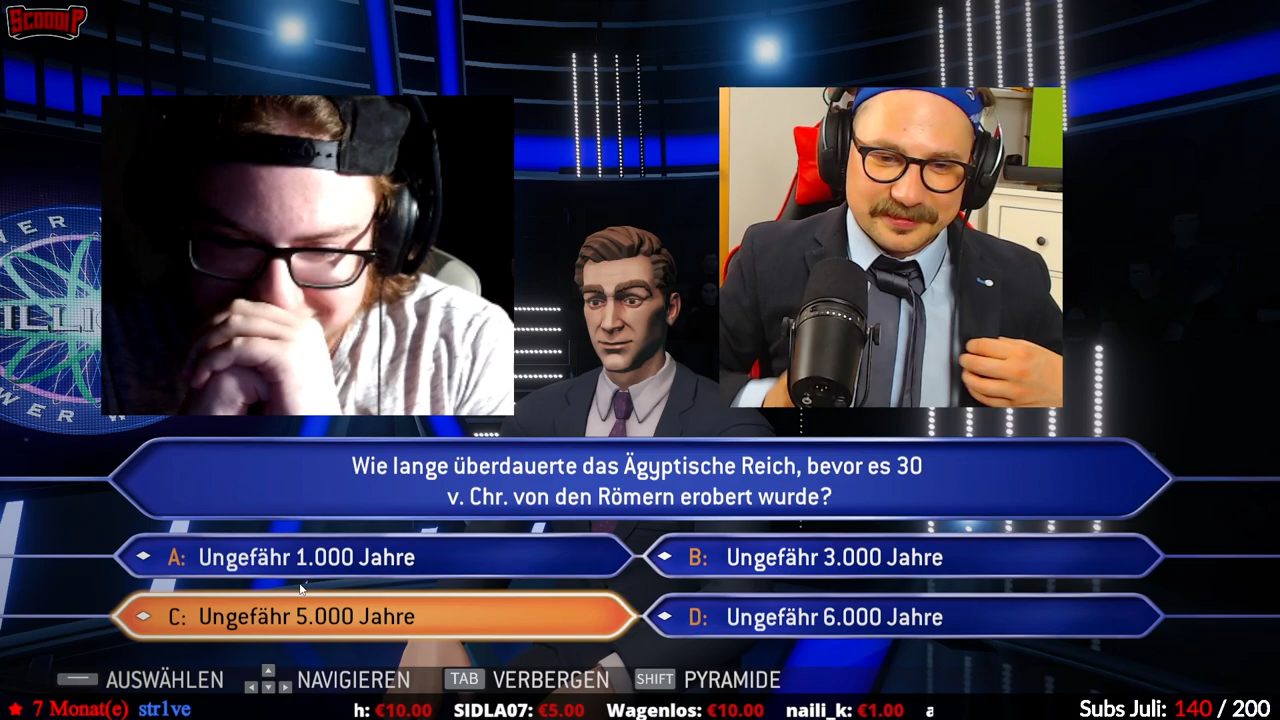 SCOOOIP
Wie lange überdauerte das Ägyptische Reich, bevor es 30
v. Chr. von den Römern erobert wurde?
A: Ungefähr 1.000 Jahre
B: Ungefähr 3.000 Jahre
C: Ungefähr 5.000 Jahre
D: Ungefähr 6.000 Jahre
AUSWÄHLEN NAVIGIEREN TAB VERBERGEN SHIFT PYRAMIDE
7 Monat(e) str1ve h: €10.00 SIDLA07: €5.00 Wagenlos: €10.00 naili_k: €1.00 Subs Juli: 140 / 200